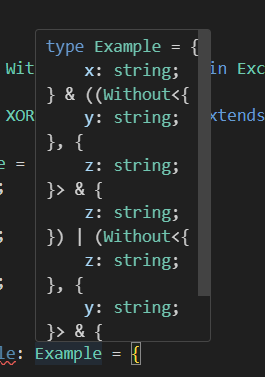 type Example = {
x: string;
Wit
} & ((Without<{
in Exc
y: string;
XOR
}, {
xtends
z: string;
}> & {
e =
z: string;
;
}) | (Without<{
;
z: string;
;
}, {
y: string;
}> & {
le: Example = {